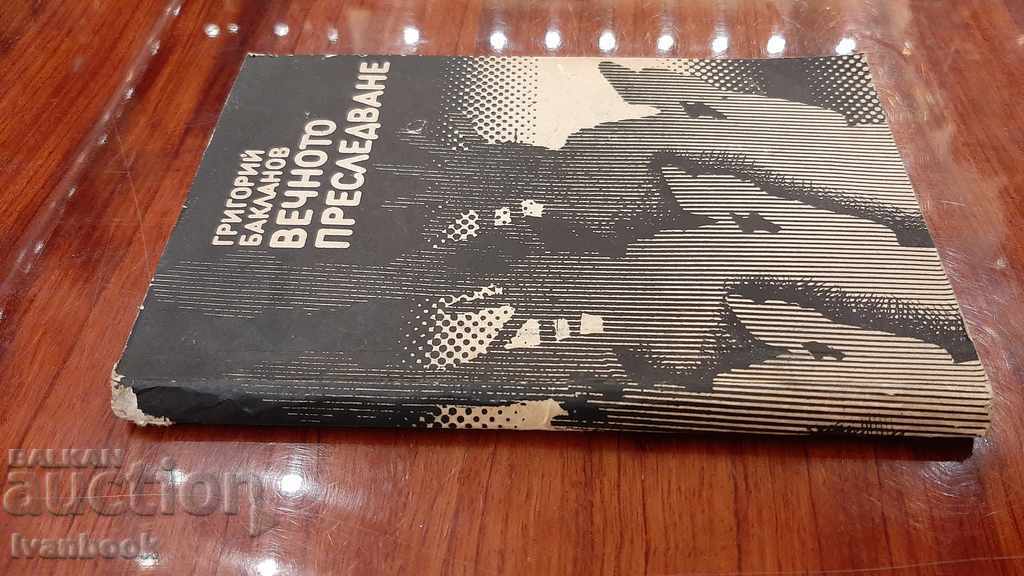 ГРИГОРИЙ
БАКЛАНОВ
ВЕЧНОТО
ПРЕСЛЕДВАНЕ
BALKAN
auction
Ivanbook